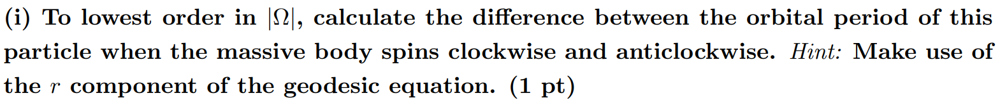 (i) To lowest order in |Ω|, calculate the difference between the orbital period of this
particle when the massive body spins clockwise and anticlockwise. Hint: Make use of
the r component of the geodesic equation. (1 pt)